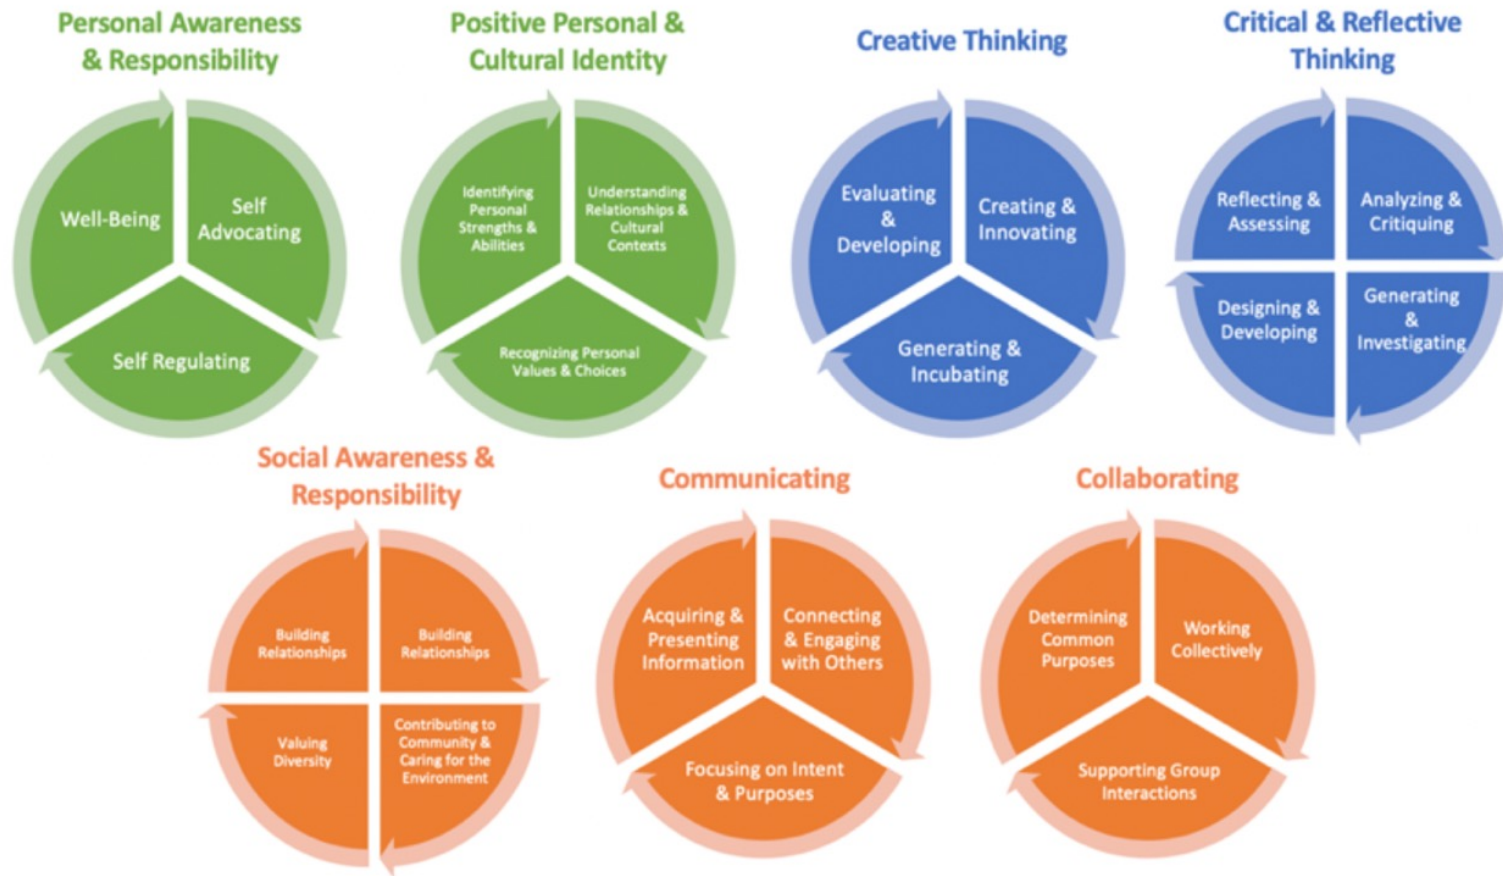 Personal Awareness
& Responsibility
Well-Being
Self
Advocating
Self Regulating
Positive Personal &
Cultural Identity
Identifying
Personal
Strengths &
Abilities
Understanding
Relationships &
Cultural
Contexts
Recognizing Personal
Values & Choices
Creative Thinking
Evaluating
&
Developing
Creating &
Innovating
Generating &
Incubating
Critical & Reflective
Thinking
Reflecting &
Assessing
Analyzing &
Critiquing
Designing &
Developing
Generating
&
Investigating
Social Awareness &
Responsibility
Building
Relationships
Building
Relationships
Valuing
Diversity
Contributing to
Community &
Caring for the
Environment
Communicating
Acquiring &
Presenting
Information
Connecting
& Engaging
with Others
Focusing on Intent
& Purposes
Collaborating
Determining
Common
Purposes
Working
Collectively
Supporting Group
Interactions